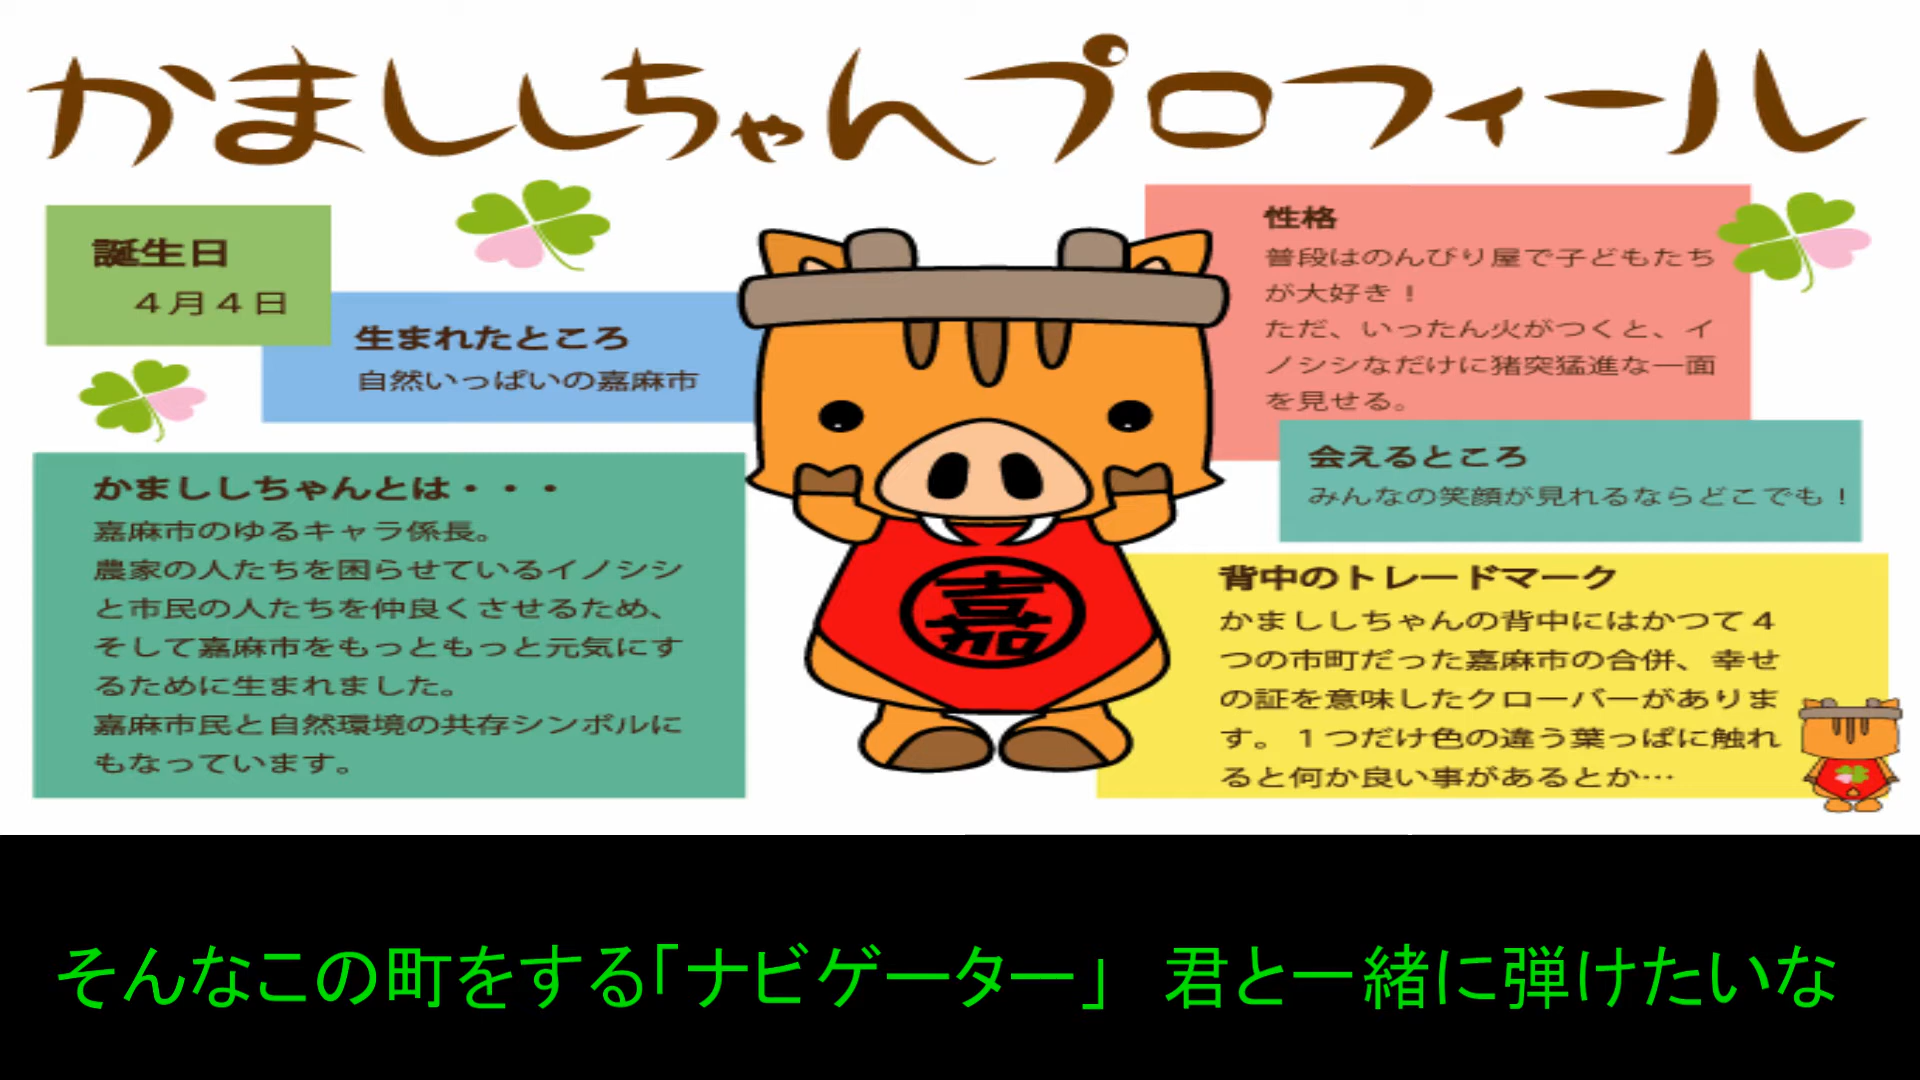 かまししちゃんプロフィール
誕生日
４月４日
生まれたところ
自然いっぱいの嘉麻市
かまししちゃんとは・・・
嘉麻市のゆるキャラ係長。
農家の人たちを困らせているイノシシ
と市民の人たちを仲良くさせるため、
そして嘉麻市をもっともっと元気にす
るために生まれました。
嘉麻市民と自然環境の共存シンボルに
もなっています。
嘉
性格
普段はのんびり屋で子どもたち
が大好き！
ただ、いったん火がつくと、イ
ノシシなだけに猪突猛進な一面
を見せる。
会えるところ
みんなの笑顔が見れるならどこでも！
背中のトレードマーク
かまししちゃんの背中にはかつて４
つの市町だった嘉麻市の合併、幸せ
の証を意味したクローバーがありま
す。１つだけ色の違う葉っぱに触れ
ると何か良い事があるとか…
そんなこの町をする「ナビゲーター」　君と一緒に弾けたいな